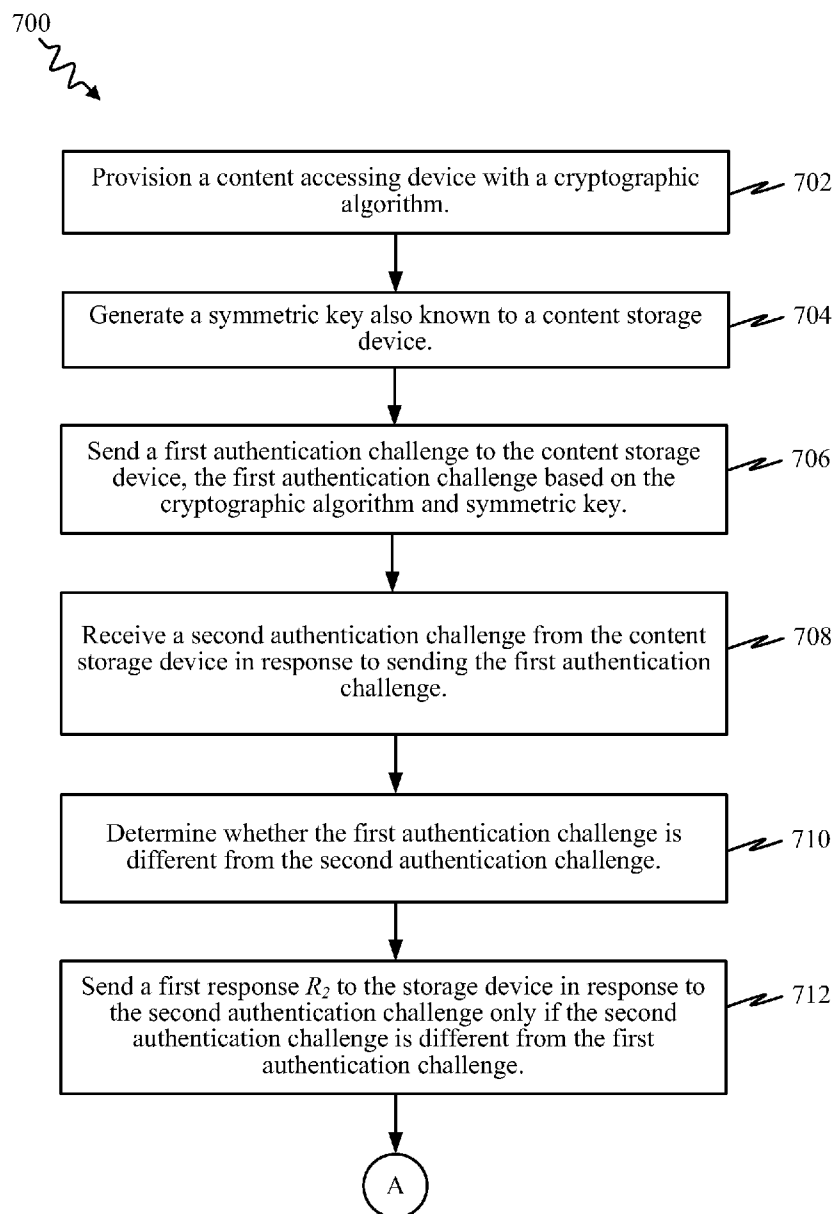 700
Provision a content accessing device with a cryptographic
algorithm.
702
Generate a symmetric key also known to a content storage
device.
704
Send a first authentication challenge to the content storage
device, the first authentication challenge based on the
cryptographic algorithm and symmetric key.
706
Receive a second authentication challenge from the content
storage device in response to sending the first authentication
challenge.
708
Determine whether the first authentication challenge is
different from the second authentication challenge.
710
Send a first response R₂ to the storage device in response to
the second authentication challenge only if the second
authentication challenge is different from the first
authentication challenge.
712
A